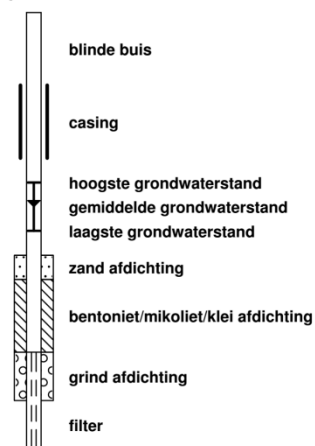 blinde buis
casing
hoogste grondwaterstand
gemiddelde grondwaterstand
laagste grondwaterstand
zand afdichting
bentoniet/mikoliet/klei afdichting
grind afdichting
filter